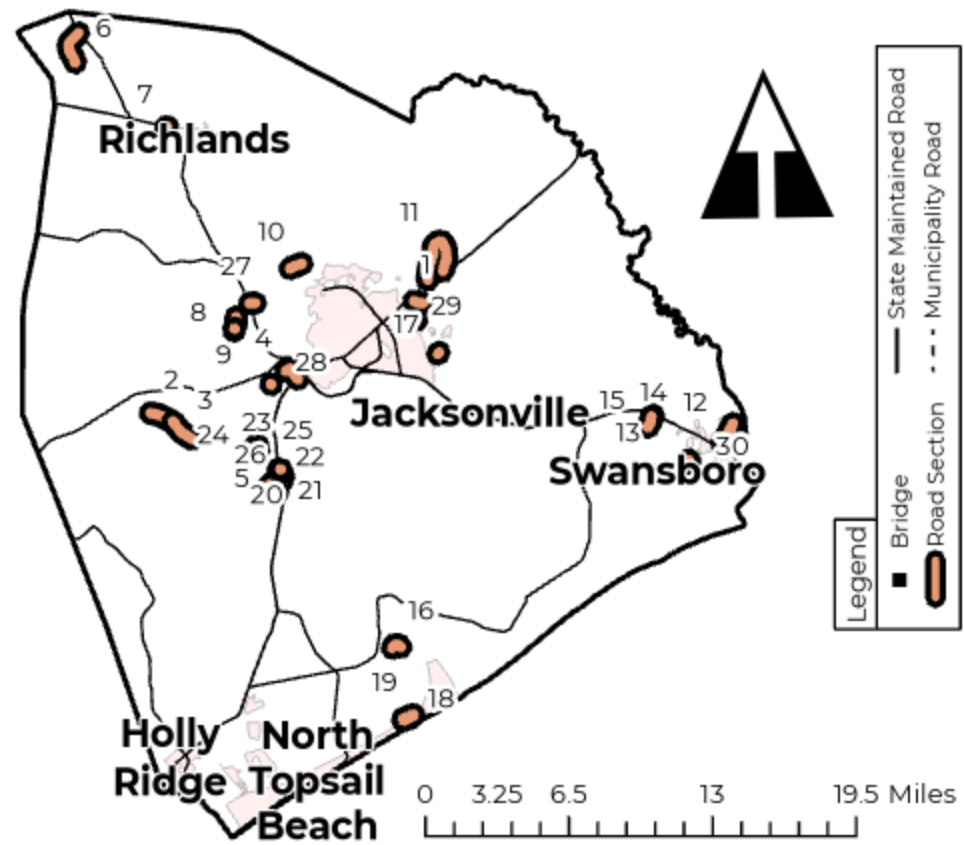 6
7
Richlands
11
10
1
27
29
8
17
4
9
28
2
14
15
12
3
Jacksonville
23
25
13
24
30
26
22
Swansboro
5
21
20
16
19
18
Holly
North
Ridge
Topsail
Beach
0 3.25 6.5 13 19.5 Miles
Legend
Bridge
State Maintained Road
Road Section
Municipality Road